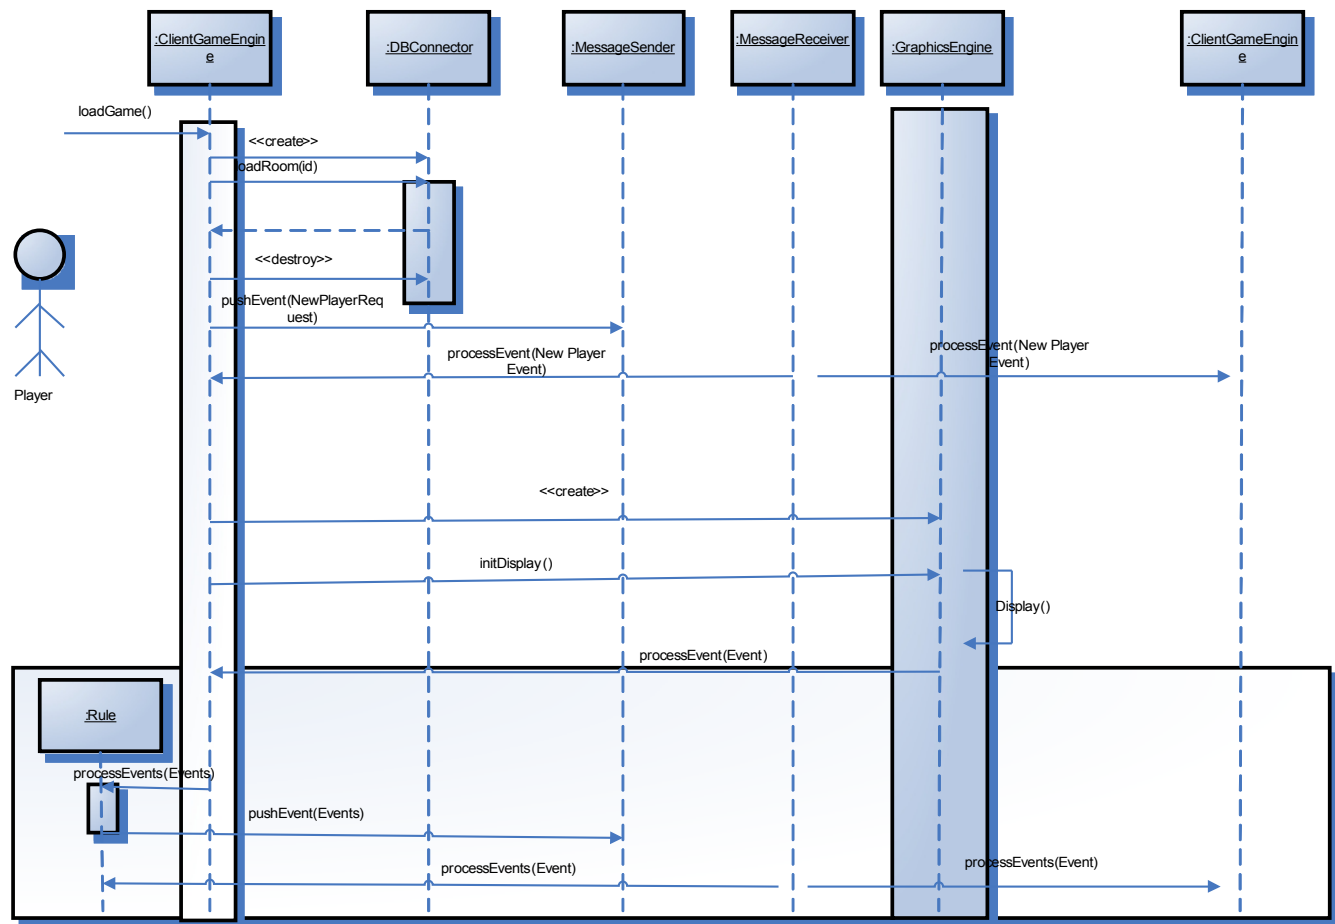 :ClientGameEngin
e
:DBConnector
:MessageSender
:MessageReceiver
:GraphicsEngine
:ClientGameEngin
e
loadGame()
<<create>>
loadRoom(id)
<<destroy>>
pushEvent(NewPlayerReq
uest)
processEvent(New Player
Event)
processEvent(New Player
Event)
Player
<<create>>
initDisplay()
Display()
processEvent(Event)
:Rule
processEvents(Events)
pushEvent(Events)
processEvents(Event)
processEvents(Event)